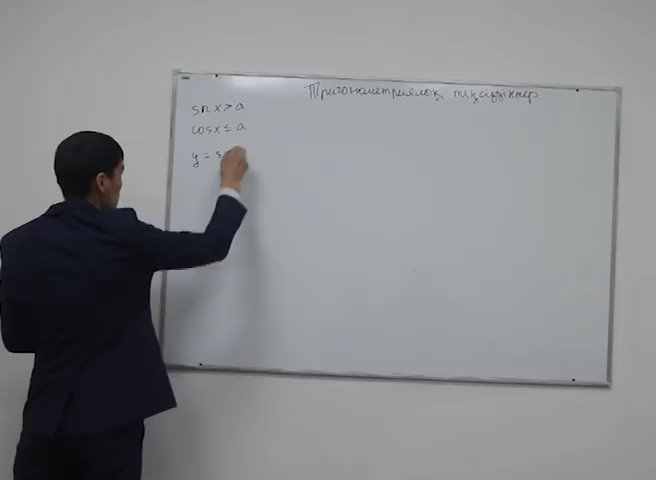 Тригонометриялық теңсіздіктер
sin x > a
cos x ≤ a
y = s